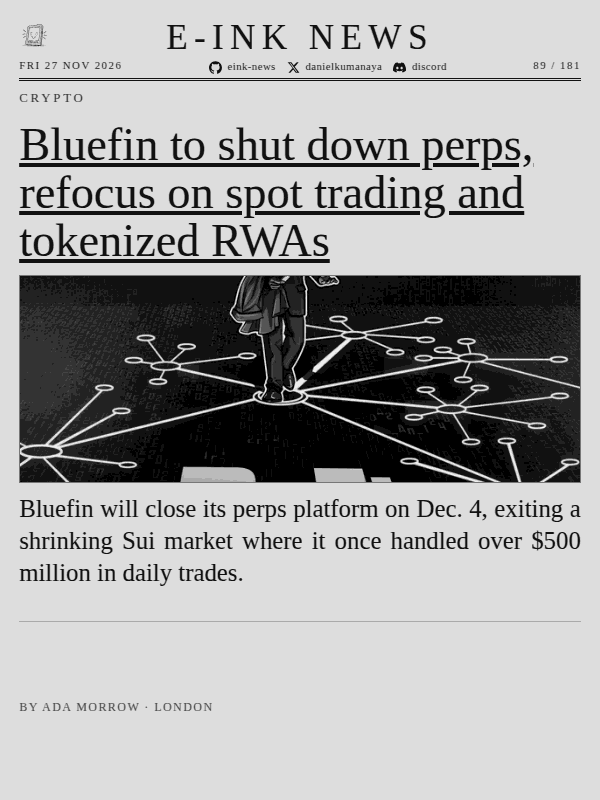 E-INK NEWS
FRI 27 NOV 2026
eink-news
danielkumanaya
discord
89 / 181
CRYPTO
Bluefin to shut down perps,
refocus on spot trading and
tokenized RWAs
Bluefin will close its perps platform on Dec. 4, exiting a
shrinking Sui market where it once handled over $500
million in daily trades.
BY ADA MORROW · LONDON